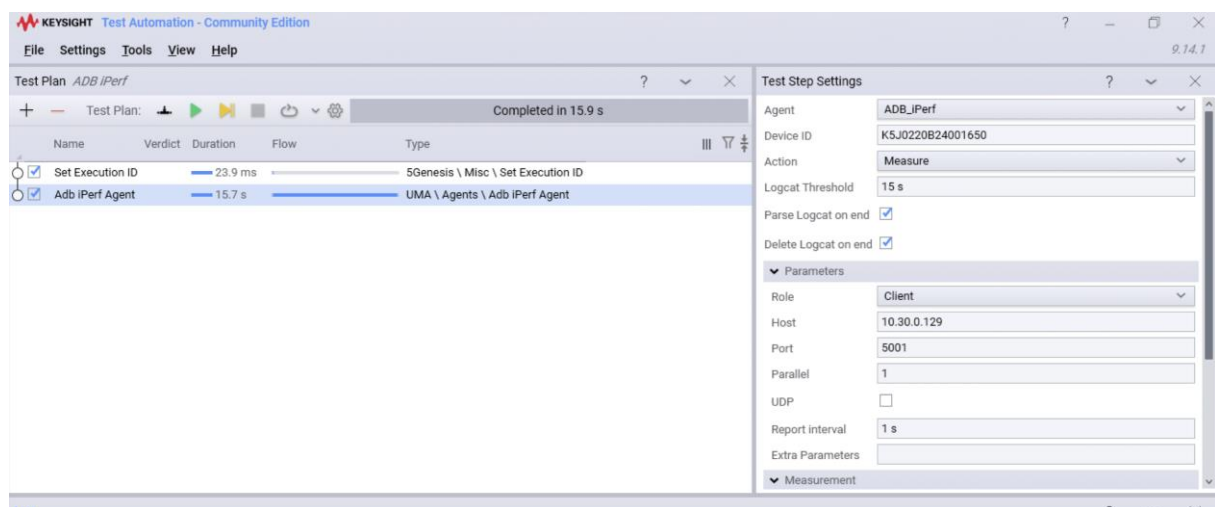 KEYSIGHT Test Automation - Community Edition ?
File Settings Tools View Help 9.14.1
Test Plan ADB iPerf ?
Test Plan: Completed in 15.9 s
Name Verdict Duration Flow Type
Set Execution ID 23.9 ms 5Genesis \ Misc \ Set Execution ID
Adb iPerf Agent 15.7 s UMA \ Agents \ Adb iPerf Agent
Test Step Settings ?
Agent ADB_iPerf
Device ID K5J0220B24001650
Action Measure
Logcat Threshold 15 s
Parse Logcat on end
Delete Logcat on end
Parameters
Role Client
Host 10.30.0.129
Port 5001
Parallel 1
UDP
Report interval 1 s
Extra Parameters
Measurement